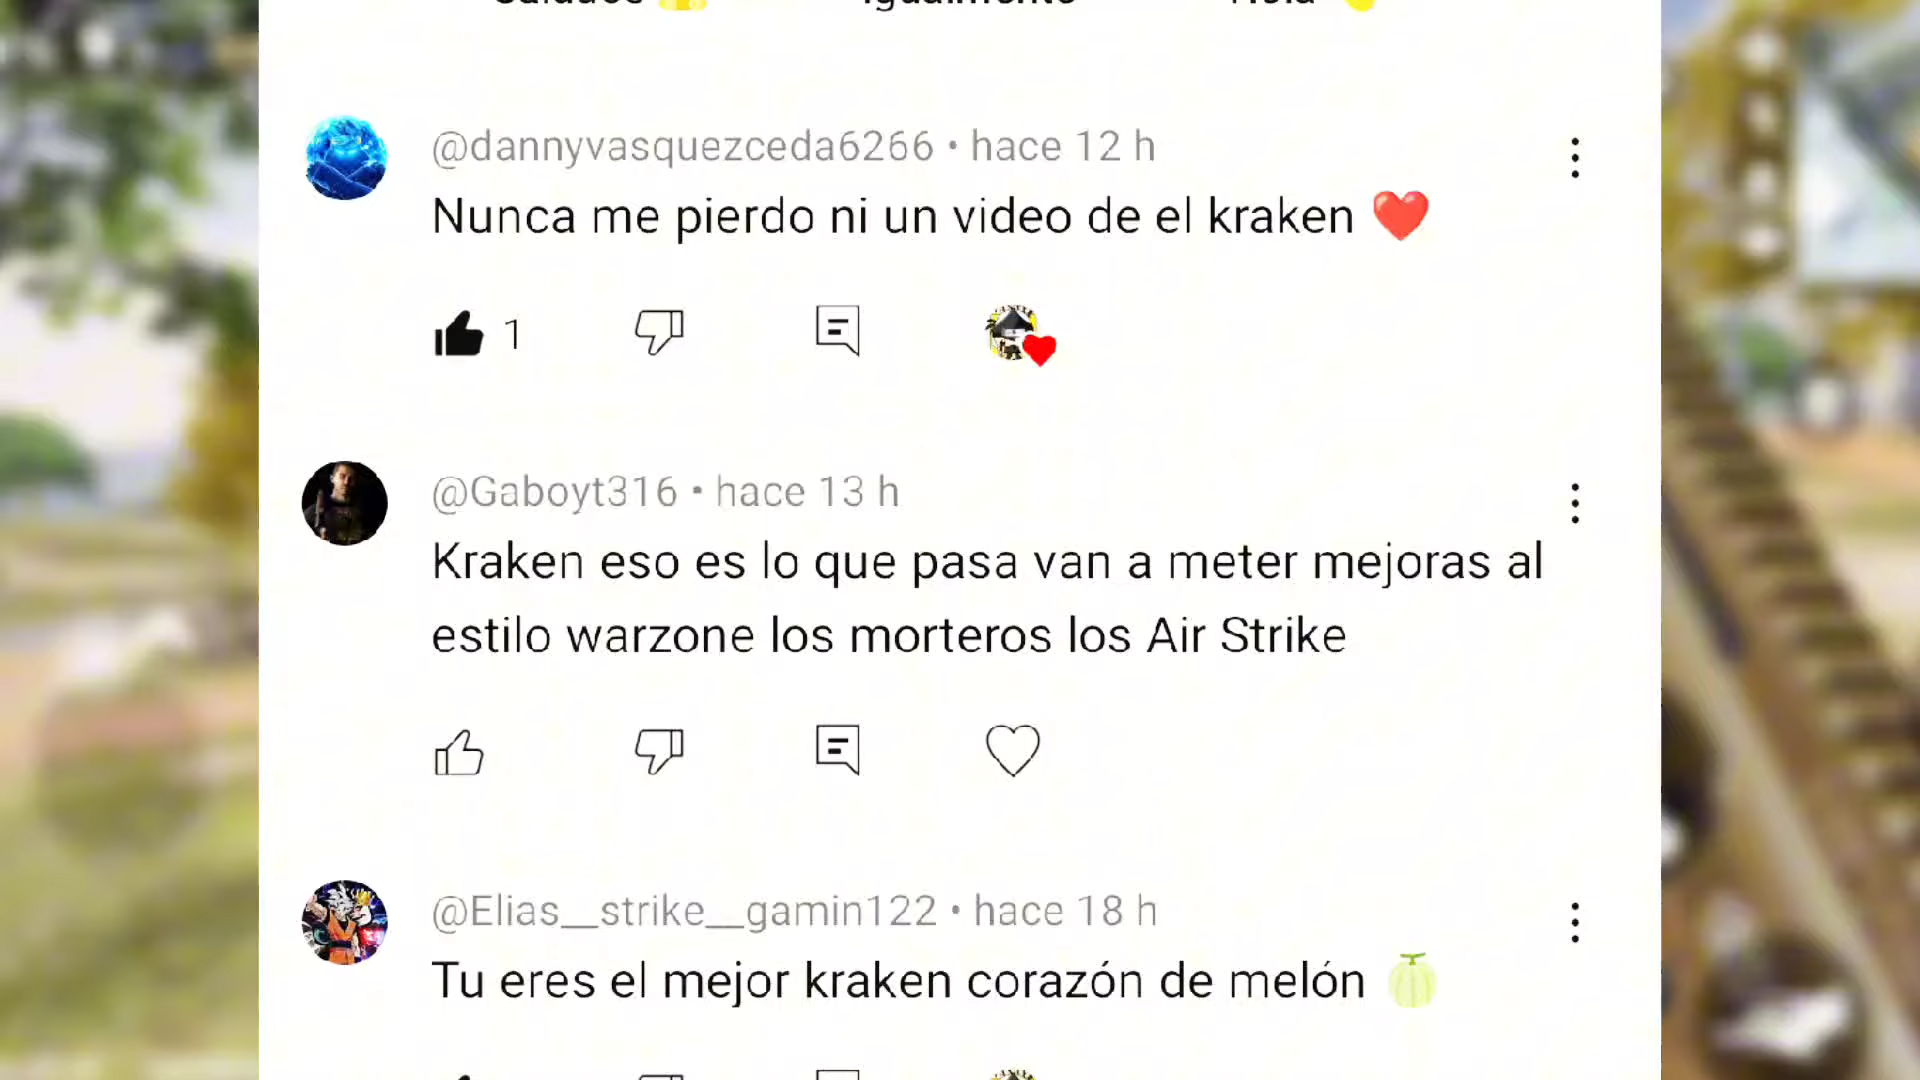 @dannyvasquezceda6266 • hace 12 h
Nunca me pierdo ni un video de el kraken ❤️
1
@Gaboyt316 • hace 13 h
Kraken eso es lo que pasa van a meter mejoras al
estilo warzone los morteros los Air Strike
@Elias__strike__gamin122 • hace 18 h
Tu eres el mejor kraken corazón de melón 🍈